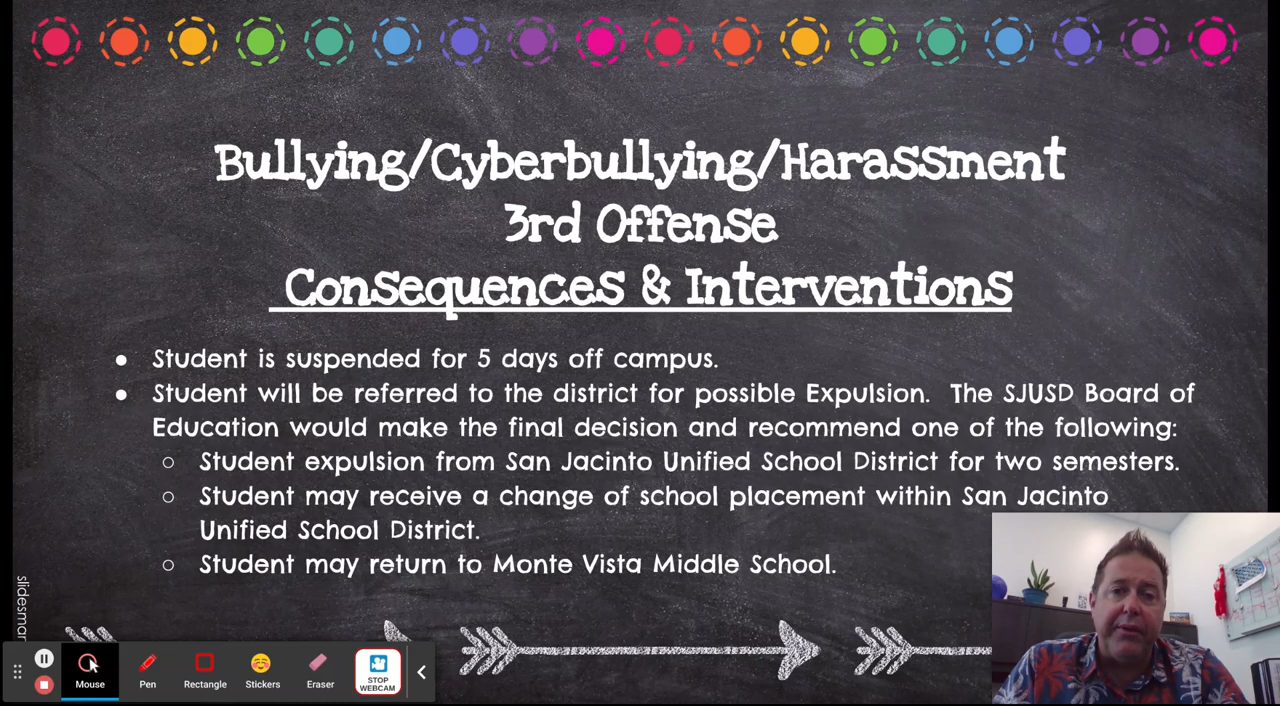 Bullying/Cyberbullying/Harassment
3rd Offense
Consequences & Interventions
● Student is suspended for 5 days off campus.
● Student will be referred to the district for possible Expulsion. The SJUSD Board of
Education would make the final decision and recommend one of the following:
○ Student expulsion from San Jacinto Unified School District for two semesters.
○ Student may receive a change of school placement within San Jacinto
Unified School District.
○ Student may return to Monte Vista Middle School.
slidesman
Mouse
Pen
Rectangle
Stickers
Eraser
STOP
WEBCAM